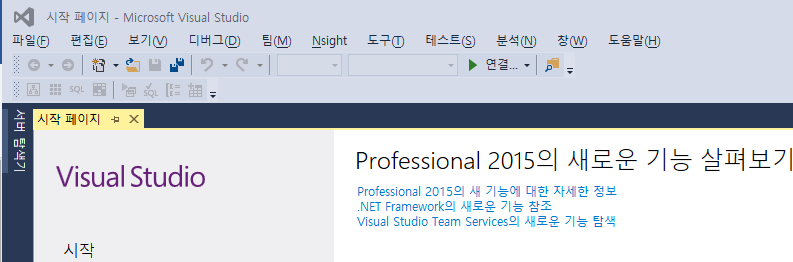 시작 페이지 - Microsoft Visual Studio
파일(F) 편집(E) 보기(V) 디버그(D) 팀(M) Nsight 도구(T) 테스트(S) 분석(N) 창(W) 도움말(H)
연결...
SQL SQL
서버 탐색기
시작 페이지
Visual Studio
시작
Professional 2015의 새로운 기능 살펴보기
Professional 2015의 새 기능에 대한 자세한 정보
.NET Framework의 새로운 기능 참조
Visual Studio Team Services의 새로운 기능 탐색